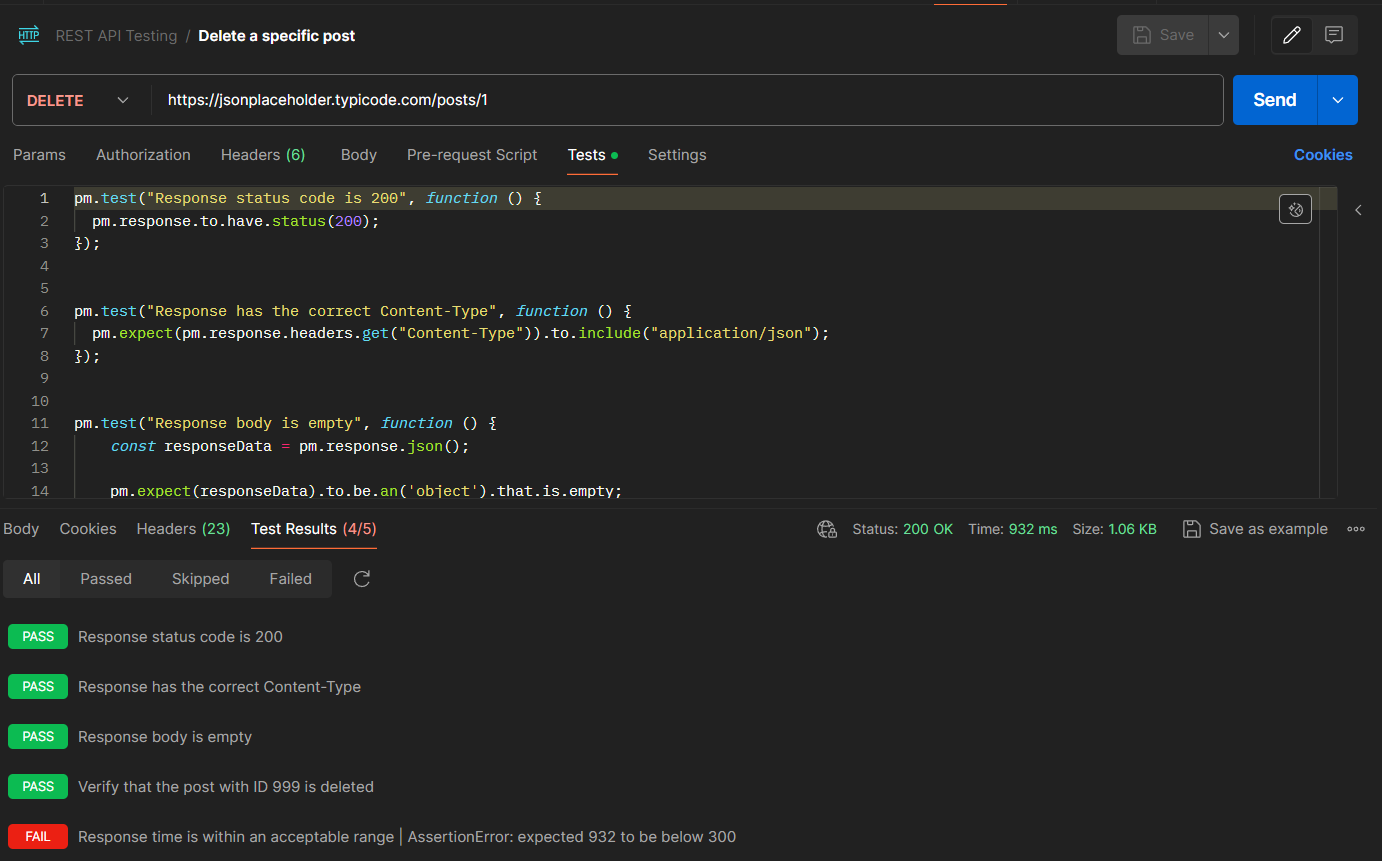 HTTP REST API Testing / Delete a specific post Save
DELETE https://jsonplaceholder.typicode.com/posts/1 Send
Params Authorization Headers (6) Body Pre-request Script Tests Settings Cookies
1 pm.test("Response status code is 200", function () {
2 pm.response.to.have.status(200);
3 });
4
5
6 pm.test("Response has the correct Content-Type", function () {
7 pm.expect(pm.response.headers.get("Content-Type")).to.include("application/json");
8 });
9
10
11 pm.test("Response body is empty", function () {
12 const responseData = pm.response.json();
13
14 pm.expect(responseData).to.be.an('object').that.is.empty;
Body Cookies Headers (23) Test Results (4/5) Status: 200 OK Time: 932 ms Size: 1.06 KB Save as example
All Passed Skipped Failed
PASS Response status code is 200
PASS Response has the correct Content-Type
PASS Response body is empty
PASS Verify that the post with ID 999 is deleted
FAIL Response time is within an acceptable range | AssertionError: expected 932 to be below 300